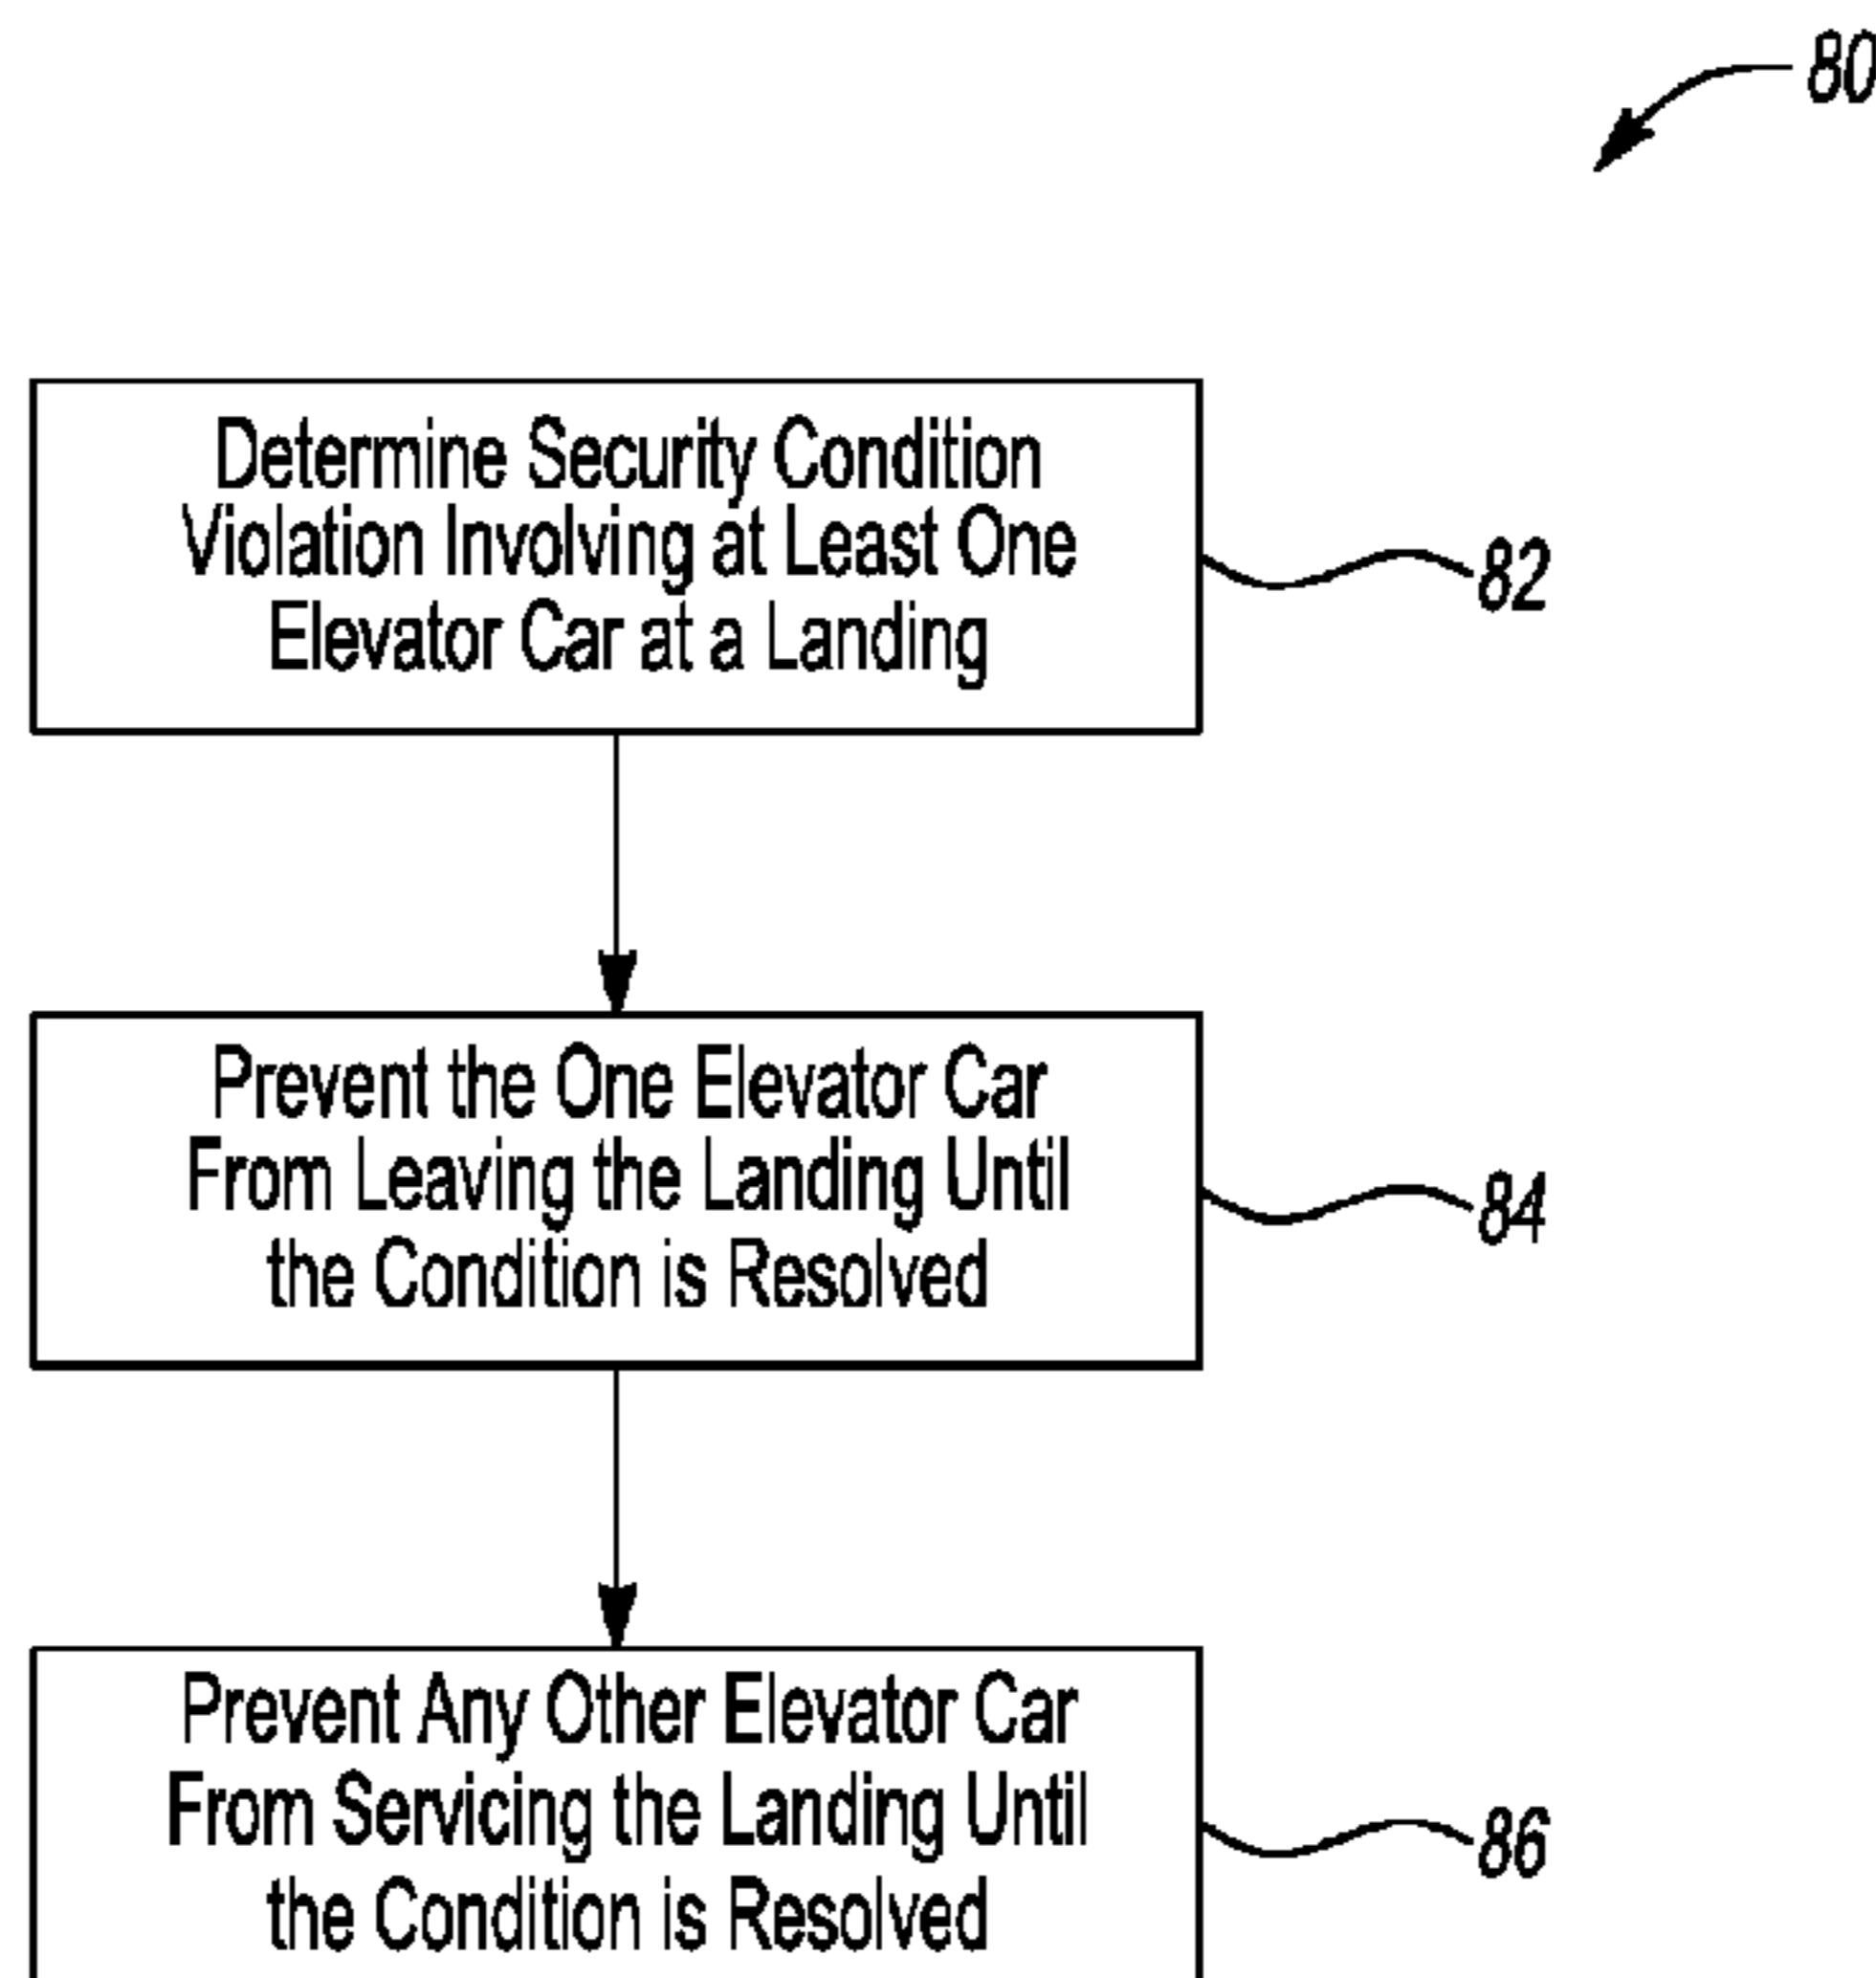 80
Determine Security Condition
Violation Involving at Least One
Elevator Car at a Landing
82
Prevent the One Elevator Car
From Leaving the Landing Until
the Condition is Resolved
84
Prevent Any Other Elevator Car
From Servicing the Landing Until
the Condition is Resolved
86